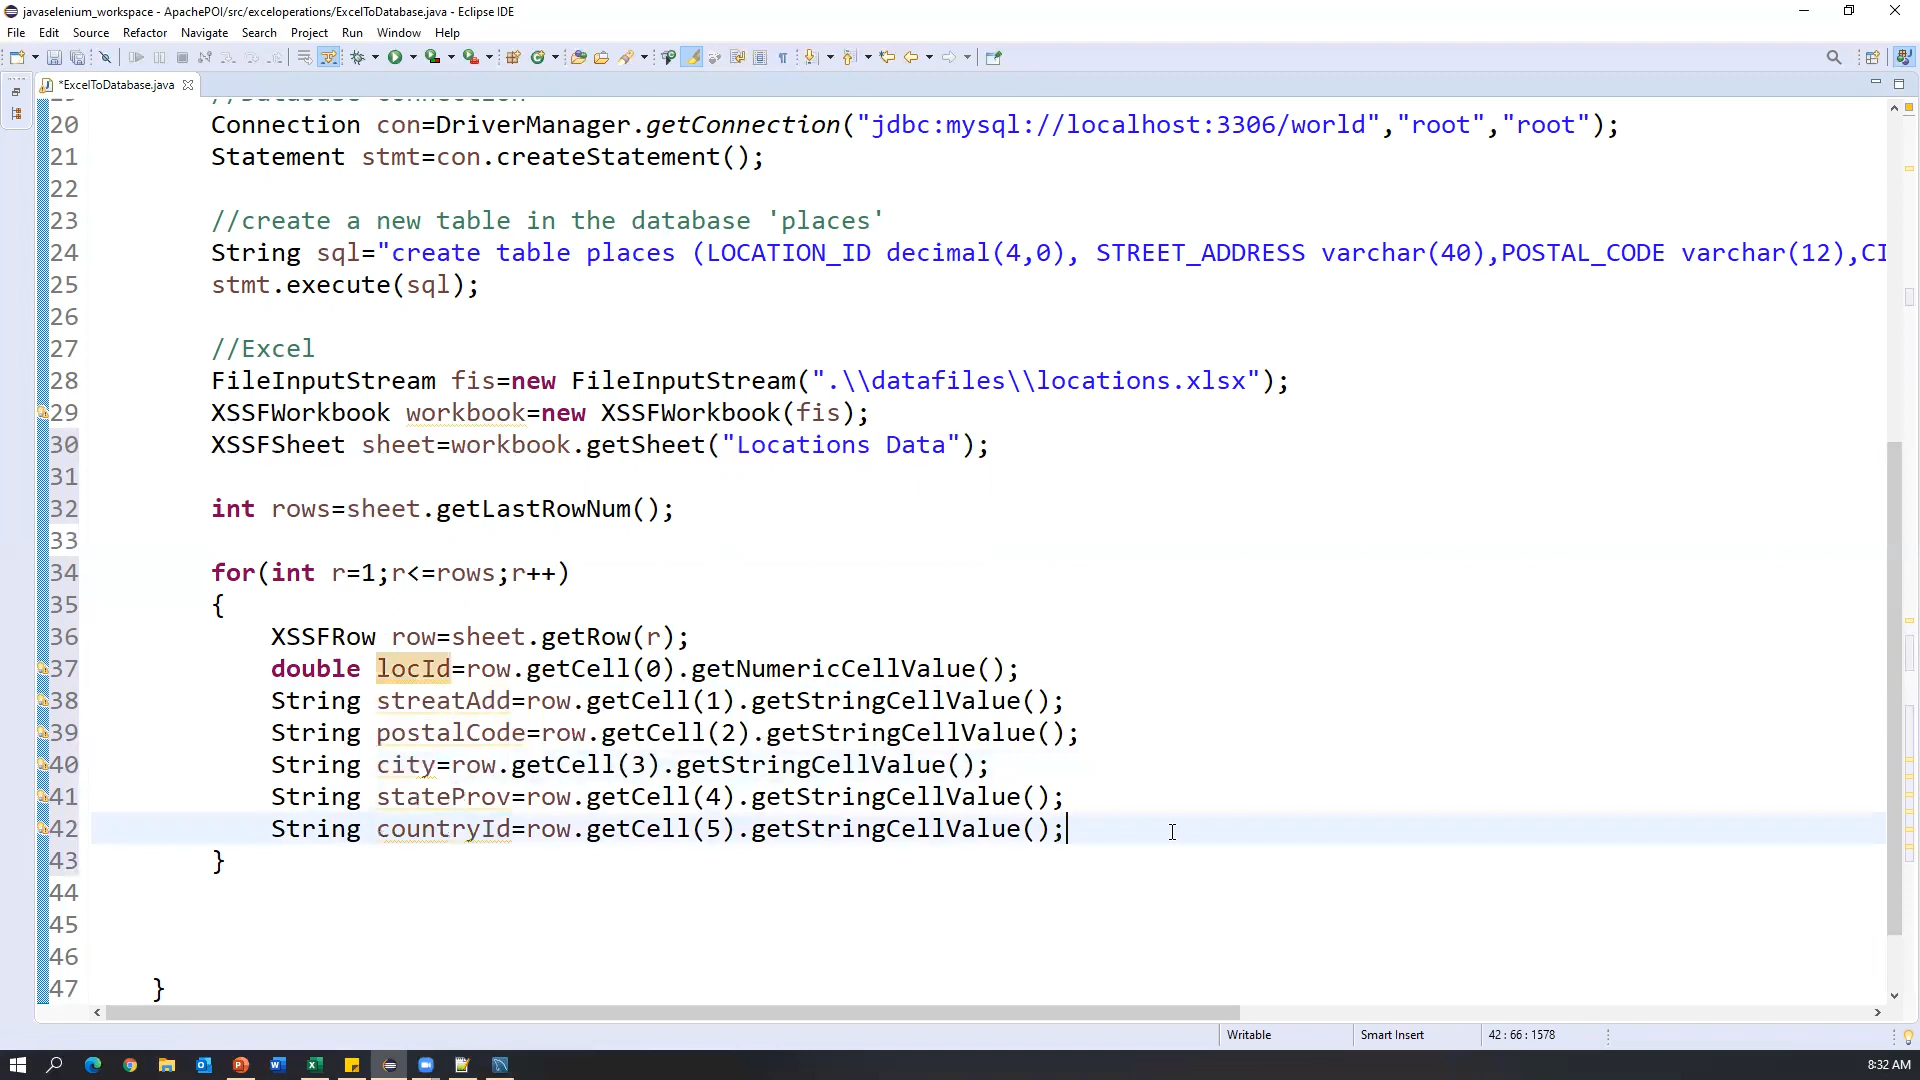 javaselenium_workspace - ApachePOI/src/exceloperations/ExcelToDatabase.java - Eclipse IDE
File Edit Source Refactor Navigate Search Project Run Window Help
*ExcelToDatabase.java
//Database connection
20 Connection con=DriverManager.getConnection("jdbc:mysql://localhost:3306/world","root","root");
21 Statement stmt=con.createStatement();
22
23 //create a new table in the database 'places'
24 String sql="create table places (LOCATION_ID decimal(4,0), STREET_ADDRESS varchar(40),POSTAL_CODE varchar(12),CI
25 stmt.execute(sql);
26
27 //Excel
28 FileInputStream fis=new FileInputStream(".\\datafiles\\locations.xlsx");
29 XSSFWorkbook workbook=new XSSFWorkbook(fis);
30 XSSFSheet sheet=workbook.getSheet("Locations Data");
31
32 int rows=sheet.getLastRowNum();
33
34 for(int r=1;r<=rows;r++)
35 {
36 XSSFRow row=sheet.getRow(r);
37 double locId=row.getCell(0).getNumericCellValue();
38 String streatAdd=row.getCell(1).getStringCellValue();
39 String postalCode=row.getCell(2).getStringCellValue();
40 String city=row.getCell(3).getStringCellValue();
41 String stateProv=row.getCell(4).getStringCellValue();
42 String countryId=row.getCell(5).getStringCellValue();
43 }
44
45
46
47 }
Writable Smart Insert 42 : 66 : 1578
8:32 AM